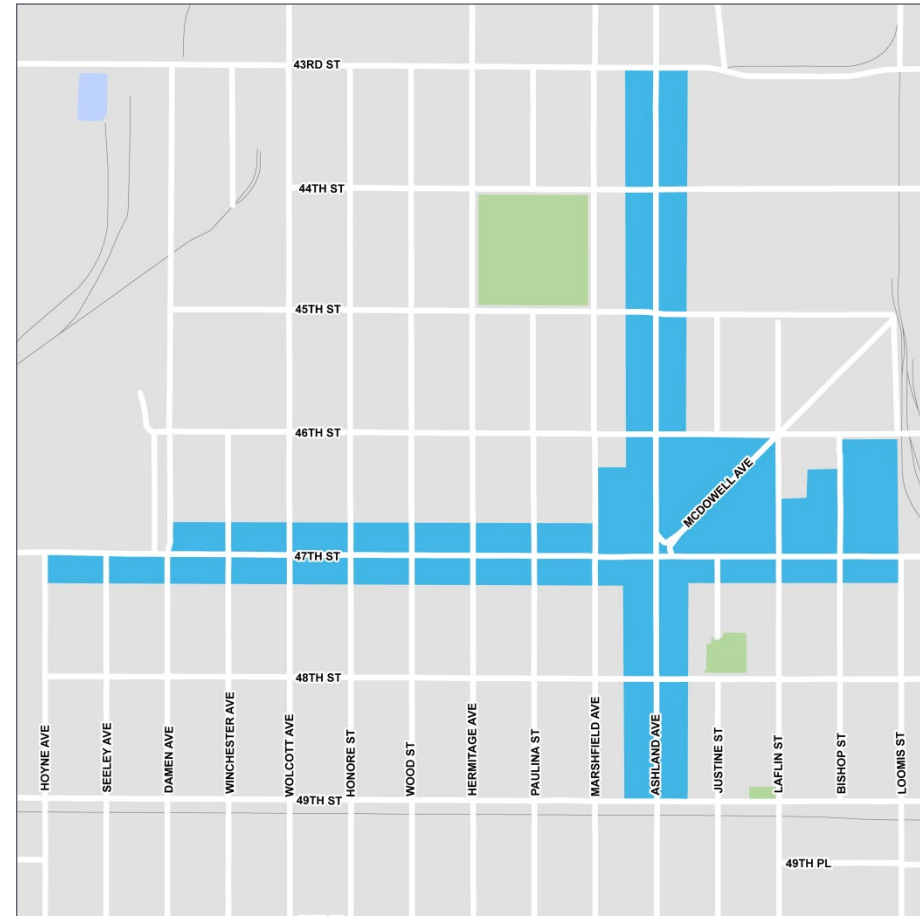 43RD ST
44TH ST
45TH ST
46TH ST
MCDOWELL AVE
47TH ST
48TH ST
HOYNE AVE
SEELEY AVE
DAMEN AVE
WINCHESTER AVE
WOLCOTT AVE
HONORE ST
WOOD ST
HERMITAGE AVE
PAULINA ST
MARSHFIELD AVE
ASHLAND AVE
JUSTINE ST
LAFLIN ST
BISHOP ST
LOOMIS ST
49TH ST
49TH PL